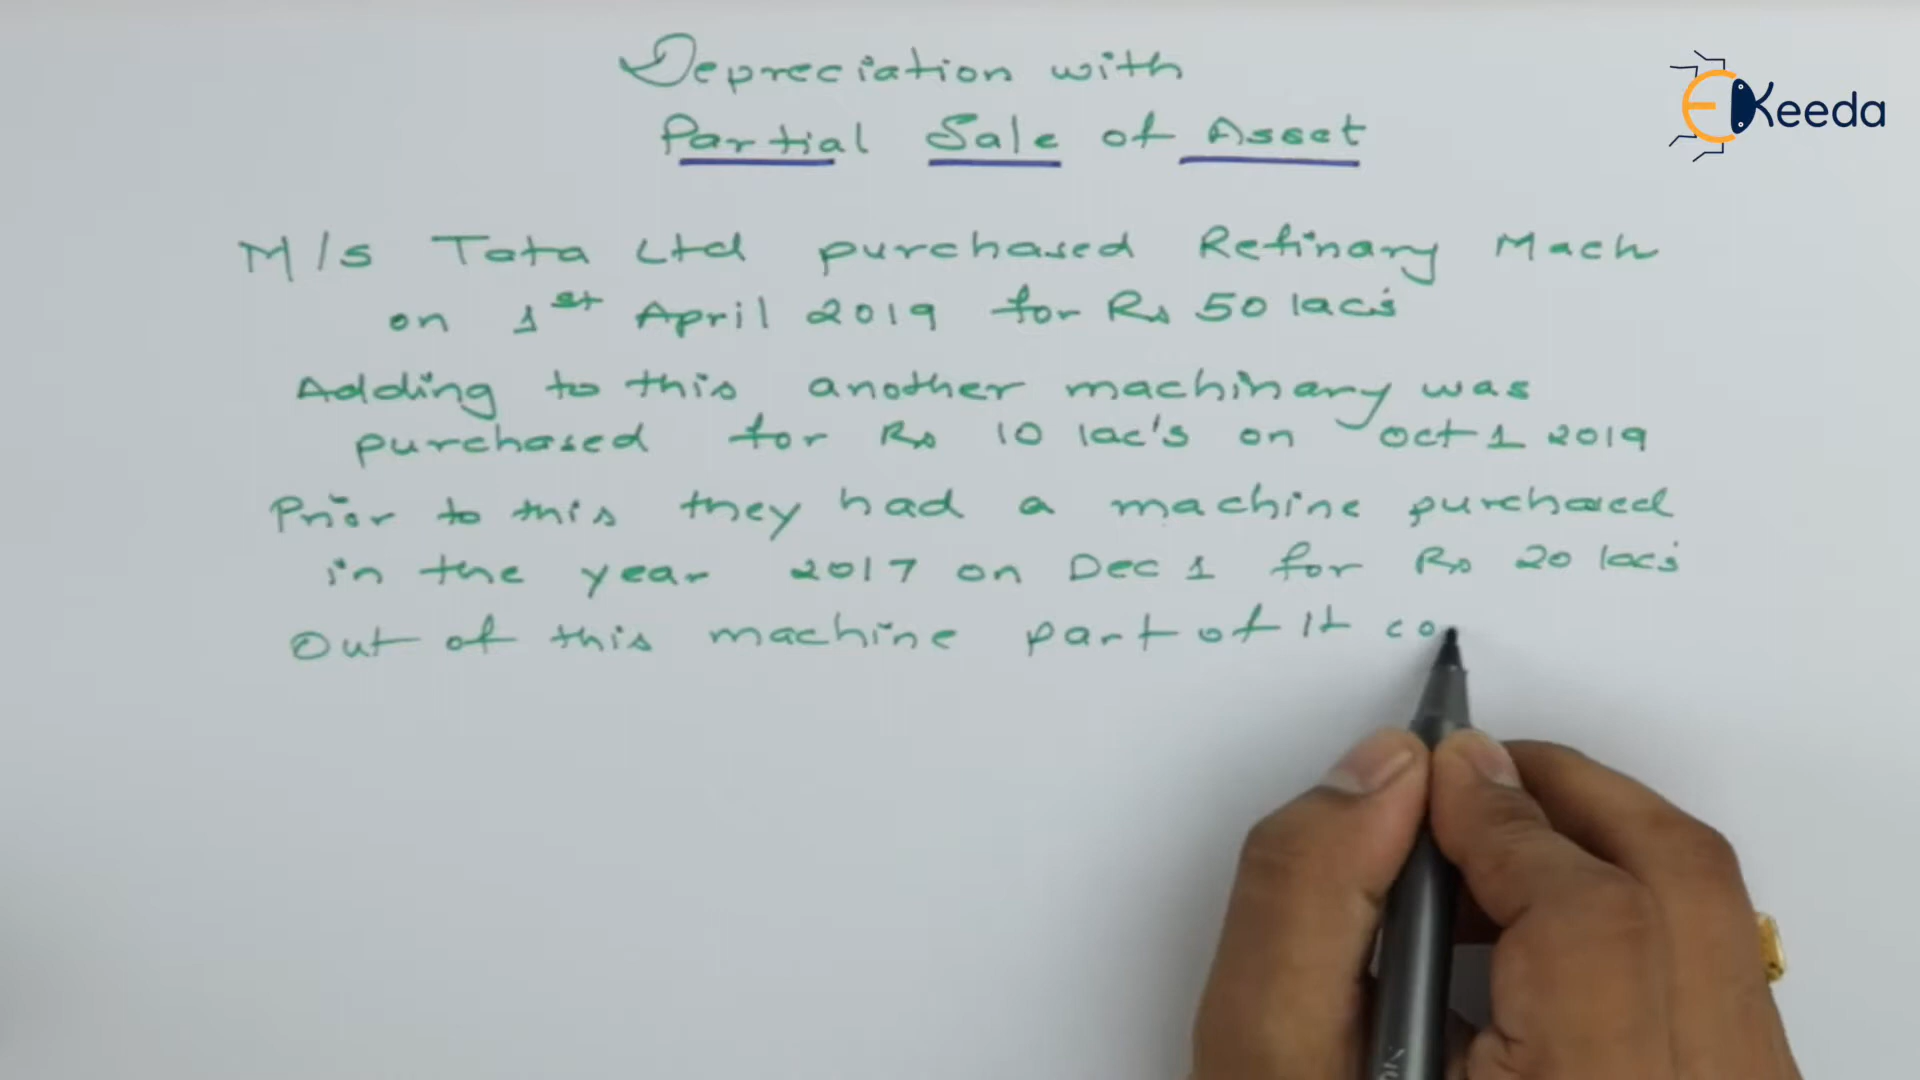 Depreciation with
Partial Sale of Asset
EKeeda
M/s Tata Ltd purchased Refinary Mach
on 1st April 2019 for Rs 50 lac's
Adding to this another machinary was
purchased for Rs 10 lac's on Oct 1 2019
Prior to this they had a machine purchased
in the year 2017 on Dec 1 for Rs 20 lacs
Out of this machine part of it co